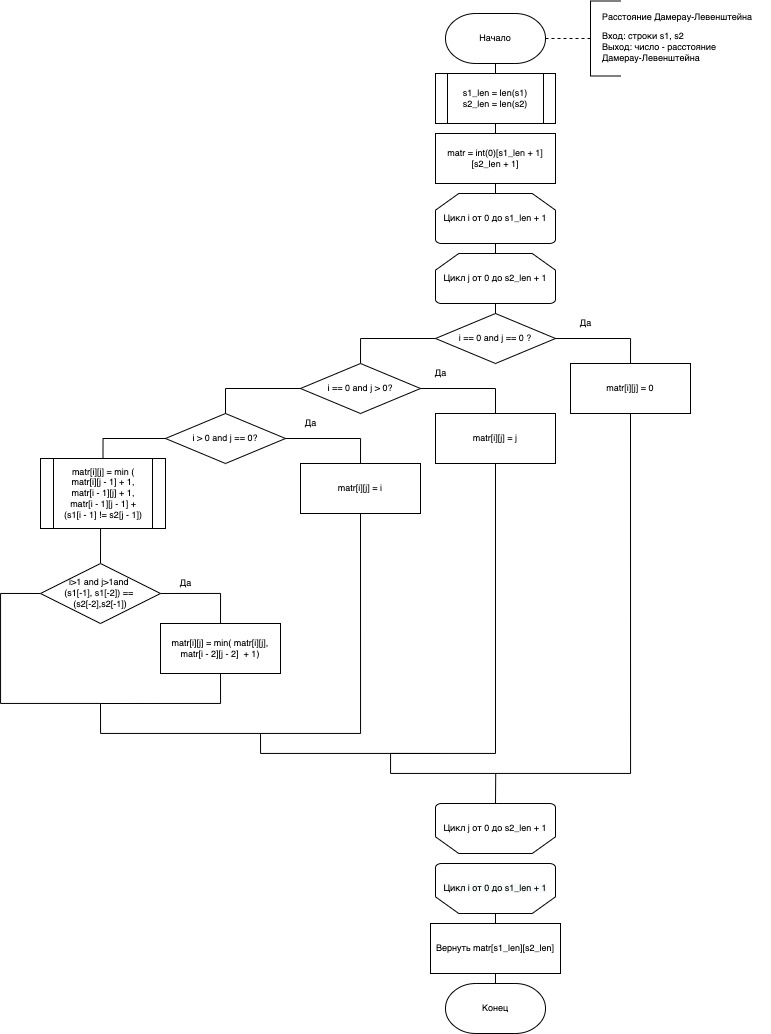 Расстояние Дамерау-Левенштейна
Вход: строки s1, s2
Выход: число - расстояние
Дамерау-Левенштейна
Начало
s1_len = len(s1)
s2_len = len(s2)
matr = int(0)[s1_len + 1]
[s2_len + 1]
Цикл i от 0 до s1_len + 1
Цикл j от 0 до s2_len + 1
Да
i == 0 and j == 0 ?
matr[i][j] = 0
Да
i == 0 and j > 0?
matr[i][j] = j
Да
i > 0 and j == 0?
matr[i][j] = i
matr[i][j] = min (
matr[i][j - 1] + 1,
matr[i - 1][j] + 1,
matr[i - 1][j - 1] +
(s1[i - 1] != s2[j - 1])
Да
i>1 and j>1and
(s1[-1], s1[-2]) ==
(s2[-2],s2[-1])
matr[i][j] = min( matr[i][j],
matr[i - 2][j - 2]  + 1)
Цикл j от 0 до s2_len + 1
Цикл i от 0 до s1_len + 1
Вернуть matr[s1_len][s2_len]
Конец